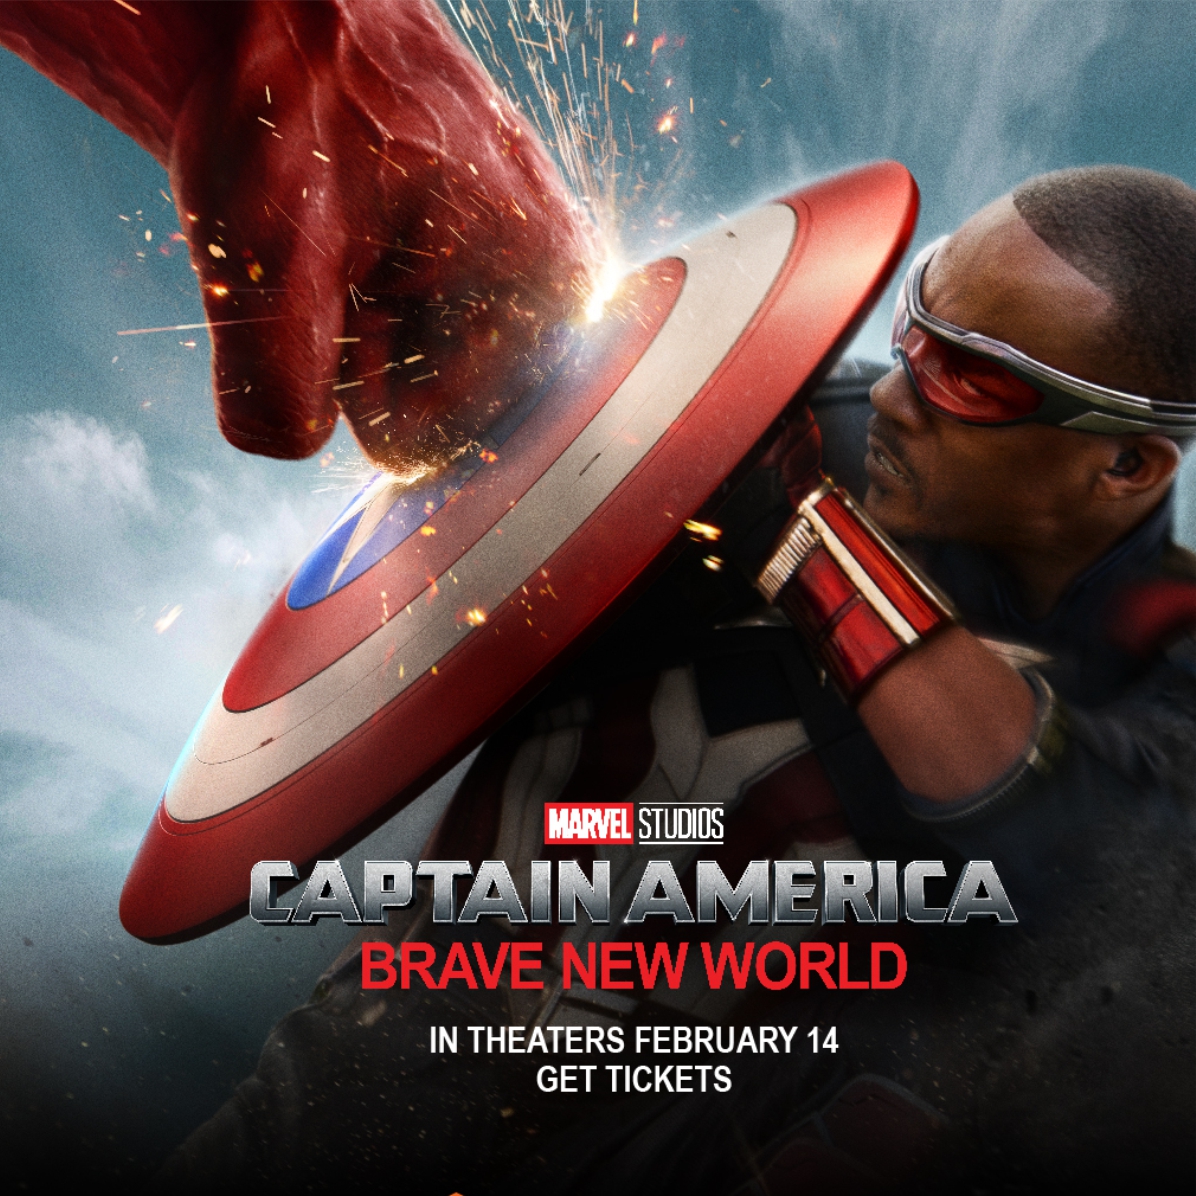 MARVEL STUDIOS
CAPTAIN AMERICA
BRAVE NEW WORLD
IN THEATERS FEBRUARY 14
GET TICKETS